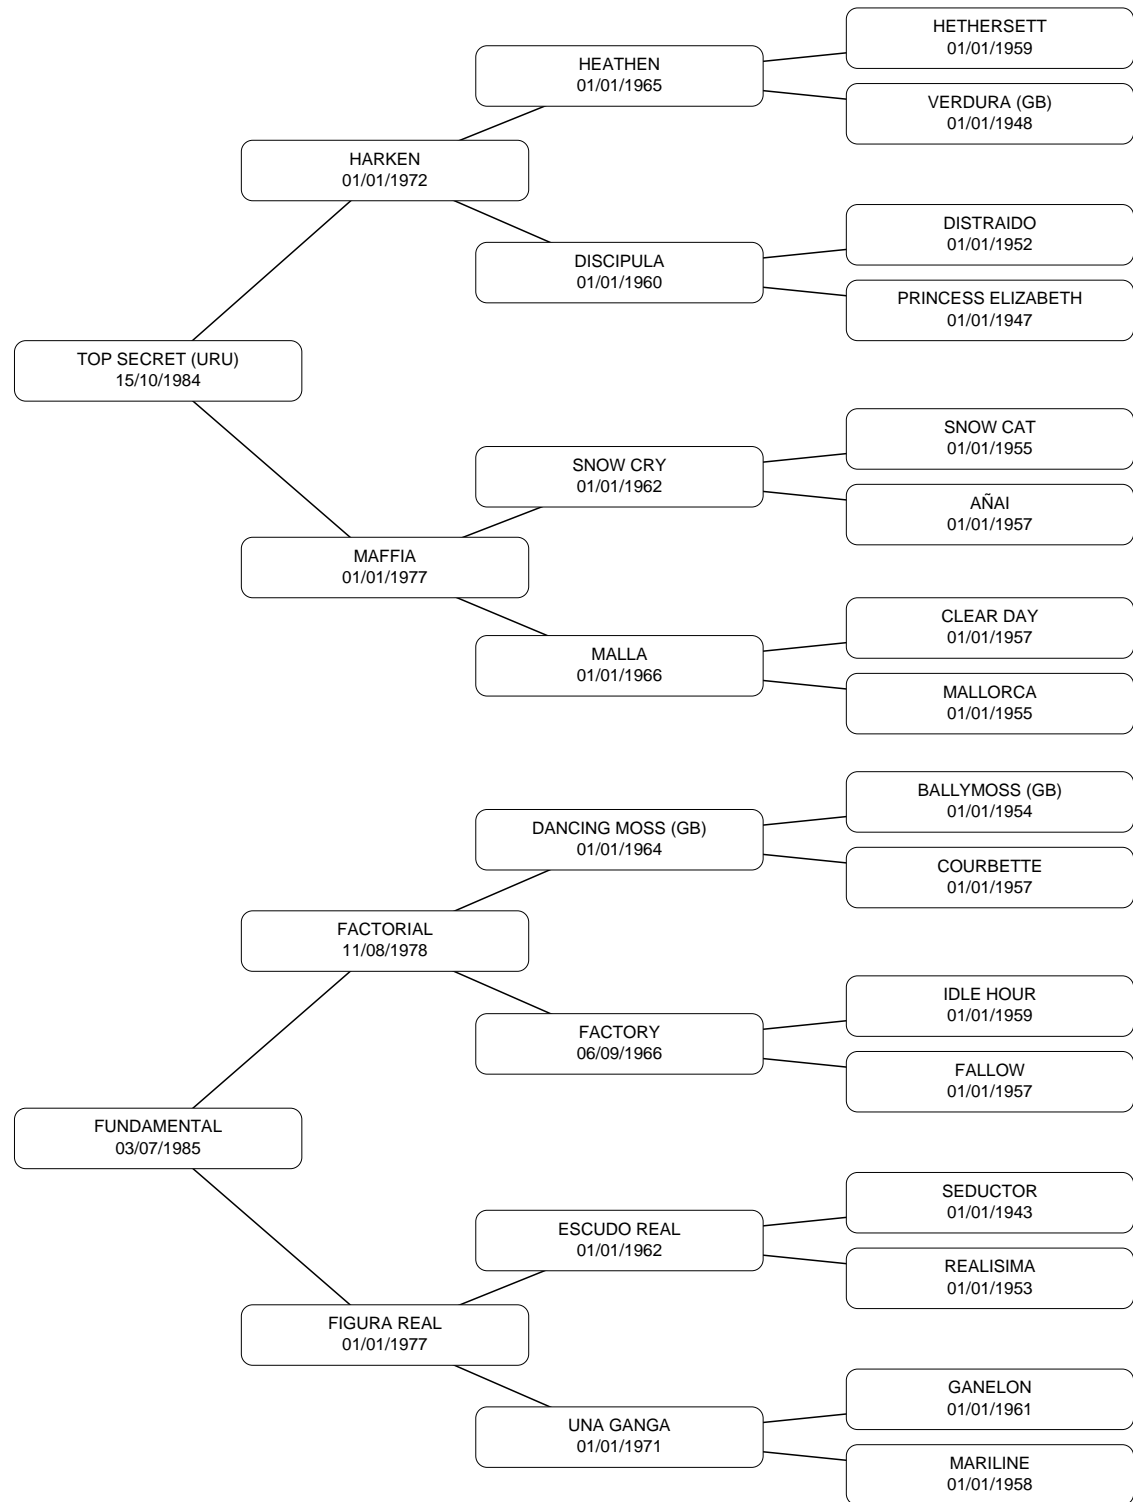 HETHERSETT
01/01/1959
HEATHEN
01/01/1965
VERDURA (GB)
01/01/1948
HARKEN
01/01/1972
DISTRAIDO
01/01/1952
DISCIPULA
01/01/1960
PRINCESS ELIZABETH
01/01/1947
TOP SECRET (URU)
15/10/1984
SNOW CAT
01/01/1955
SNOW CRY
01/01/1962
AÑAI
01/01/1957
MAFFIA
01/01/1977
CLEAR DAY
01/01/1957
MALLA
01/01/1966
MALLORCA
01/01/1955
BALLYMOSS (GB)
01/01/1954
DANCING MOSS (GB)
01/01/1964
COURBETTE
01/01/1957
FACTORIAL
11/08/1978
IDLE HOUR
01/01/1959
FACTORY
06/09/1966
FALLOW
01/01/1957
FUNDAMENTAL
03/07/1985
SEDUCTOR
01/01/1943
ESCUDO REAL
01/01/1962
REALISIMA
01/01/1953
FIGURA REAL
01/01/1977
GANELON
01/01/1961
UNA GANGA
01/01/1971
MARILINE
01/01/1958